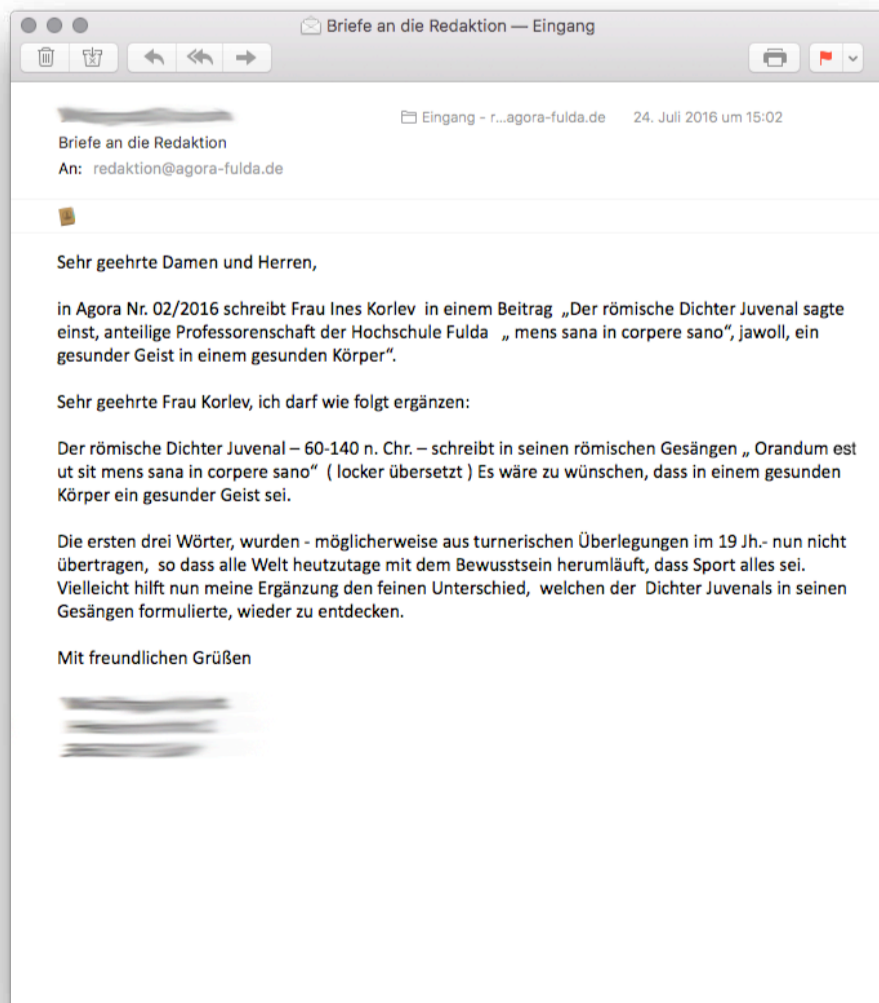 Briefe an die Redaktion — Eingang
Eingang - r...agora-fulda.de 24. Juli 2016 um 15:02
Briefe an die Redaktion
An: redaktion@agora-fulda.de
Sehr geehrte Damen und Herren,
in Agora Nr. 02/2016 schreibt Frau Ines Korlev in einem Beitrag „Der römische Dichter Juvenal sagte
einst, anteilige Professorenschaft der Hochschule Fulda „ mens sana in corpere sano“, jawoll, ein
gesunder Geist in einem gesunden Körper“.
Sehr geehrte Frau Korlev, ich darf wie folgt ergänzen:
Der römische Dichter Juvenal – 60-140 n. Chr. – schreibt in seinen römischen Gesängen „ Orandum est
ut sit mens sana in corpere sano“ ( locker übersetzt ) Es wäre zu wünschen, dass in einem gesunden
Körper ein gesunder Geist sei.
Die ersten drei Wörter, wurden - möglicherweise aus turnerischen Überlegungen im 19 Jh.- nun nicht
übertragen, so dass alle Welt heutzutage mit dem Bewusstsein herumläuft, dass Sport alles sei.
Vielleicht hilft nun meine Ergänzung den feinen Unterschied, welchen der Dichter Juvenals in seinen
Gesängen formulierte, wieder zu entdecken.
Mit freundlichen Grüßen